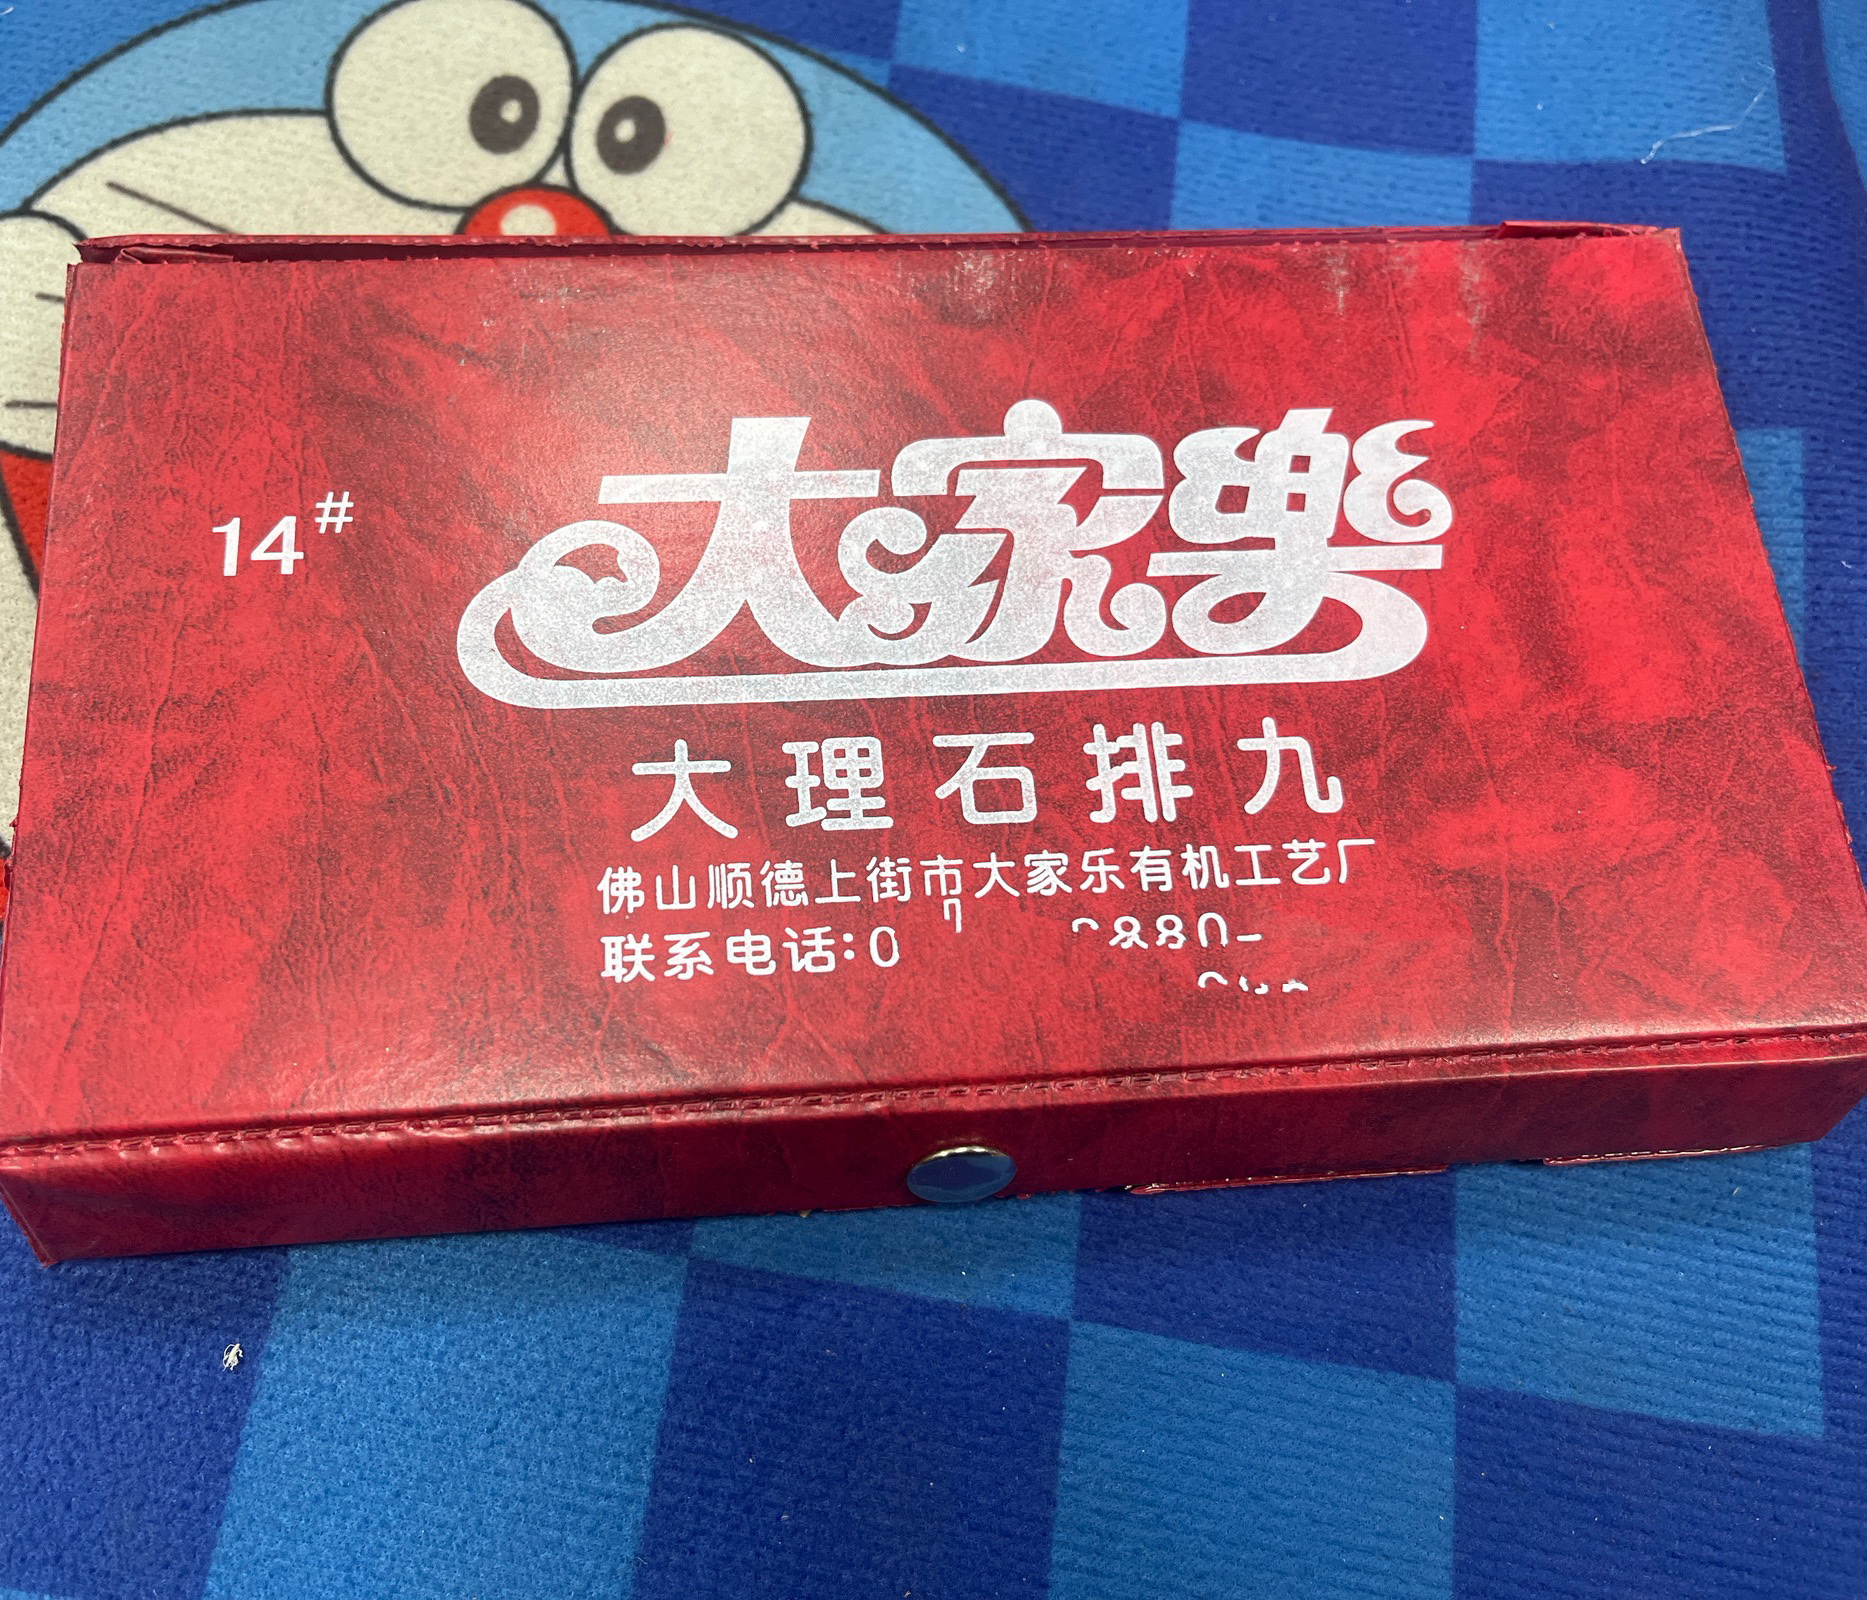 14#
大家樂
大理石排九
佛山顺德上街市大家乐有机工艺厂
联系电话:0